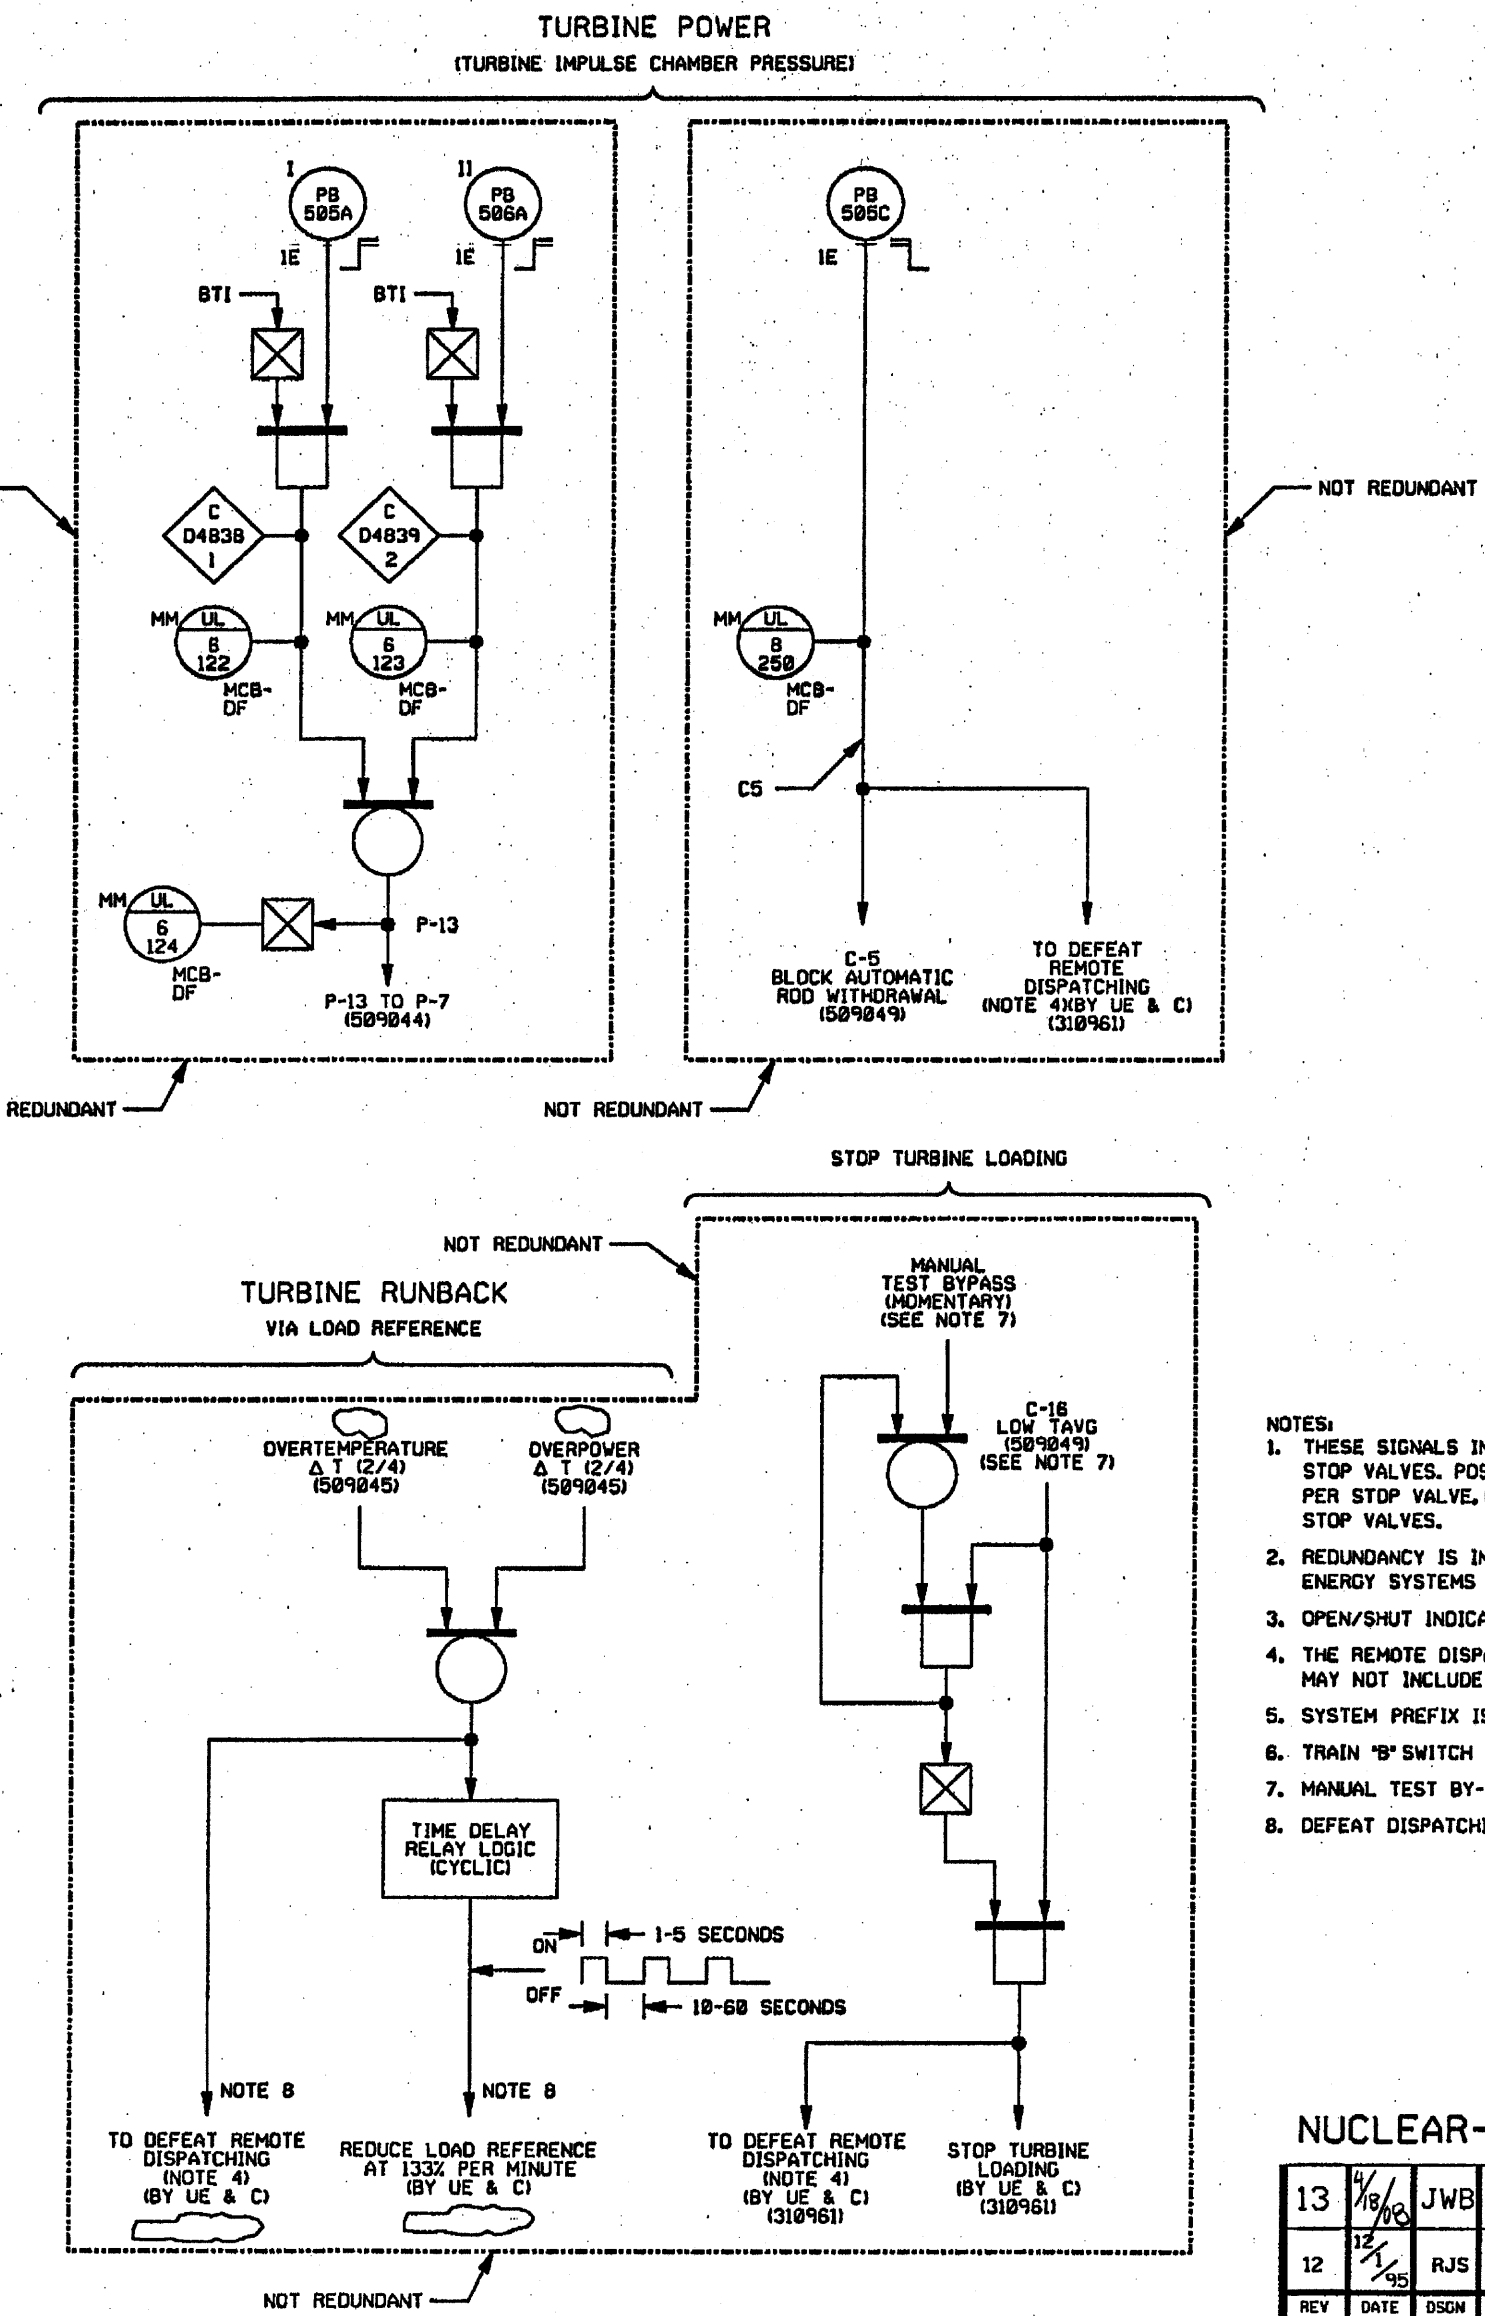 TURBINE POWER
(TURBINE IMPULSE CHAMBER PRESSURE)
I
PB
505A
1E
BTI
II
PB
506A
1E
BTI
PB
505C
1E
C
D4838
1
C
D4839
2
NOT REDUNDANT
MM
UL
6
122
MCB-
DF
MM
UL
6
123
MCB-
DF
MM
UL
6
250
MCB-
DF
C5
MM
UL
6
124
MCB-
DF
P-13
P-13 TO P-7
(509044)
C-5
BLOCK AUTOMATIC
ROD WITHDRAWAL
(509049)
TO DEFEAT
REMOTE
DISPATCHING
(NOTE 4)(BY UE & C)
(310961)
REDUNDANT
NOT REDUNDANT
STOP TURBINE LOADING
NOT REDUNDANT
TURBINE RUNBACK
VIA LOAD REFERENCE
MANUAL
TEST BYPASS
(MOMENTARY)
(SEE NOTE 7)
OVERTEMPERATURE
Δ T (2/4)
(509045)
OVERPOWER
Δ T (2/4)
(509045)
C-16
LOW TAVG
(509049)
(SEE NOTE 7)
TIME DELAY
RELAY LOGIC
(CYCLIC)
ON
1-5 SECONDS
OFF
10-60 SECONDS
NOTE 8
NOTE 8
TO DEFEAT REMOTE
DISPATCHING
(NOTE 4)
(BY UE & C)
REDUCE LOAD REFERENCE
AT 133% PER MINUTE
(BY UE & C)
TO DEFEAT REMOTE
DISPATCHING
(NOTE 4)
(BY UE & C)
(310961)
STOP TURBINE
LOADING
(BY UE & C)
(310961)
NOT REDUNDANT
NOTES:
1. THESE SIGNALS
STOP VALVES.
PER STOP VALVE.
STOP VALVES.
2. REDUNDANCY IS
ENERGY SYSTEMS
3. OPEN/SHUT
4. THE REMOTE
MAY NOT INCLUDE
5. SYSTEM PREFIX
6. TRAIN "B" SWITCH
7. MANUAL TEST BY-
8. DEFEAT
NUCLEAR-
13 4/18/08 JWB
12 12/1/95 RJS
REV DATE DSGN